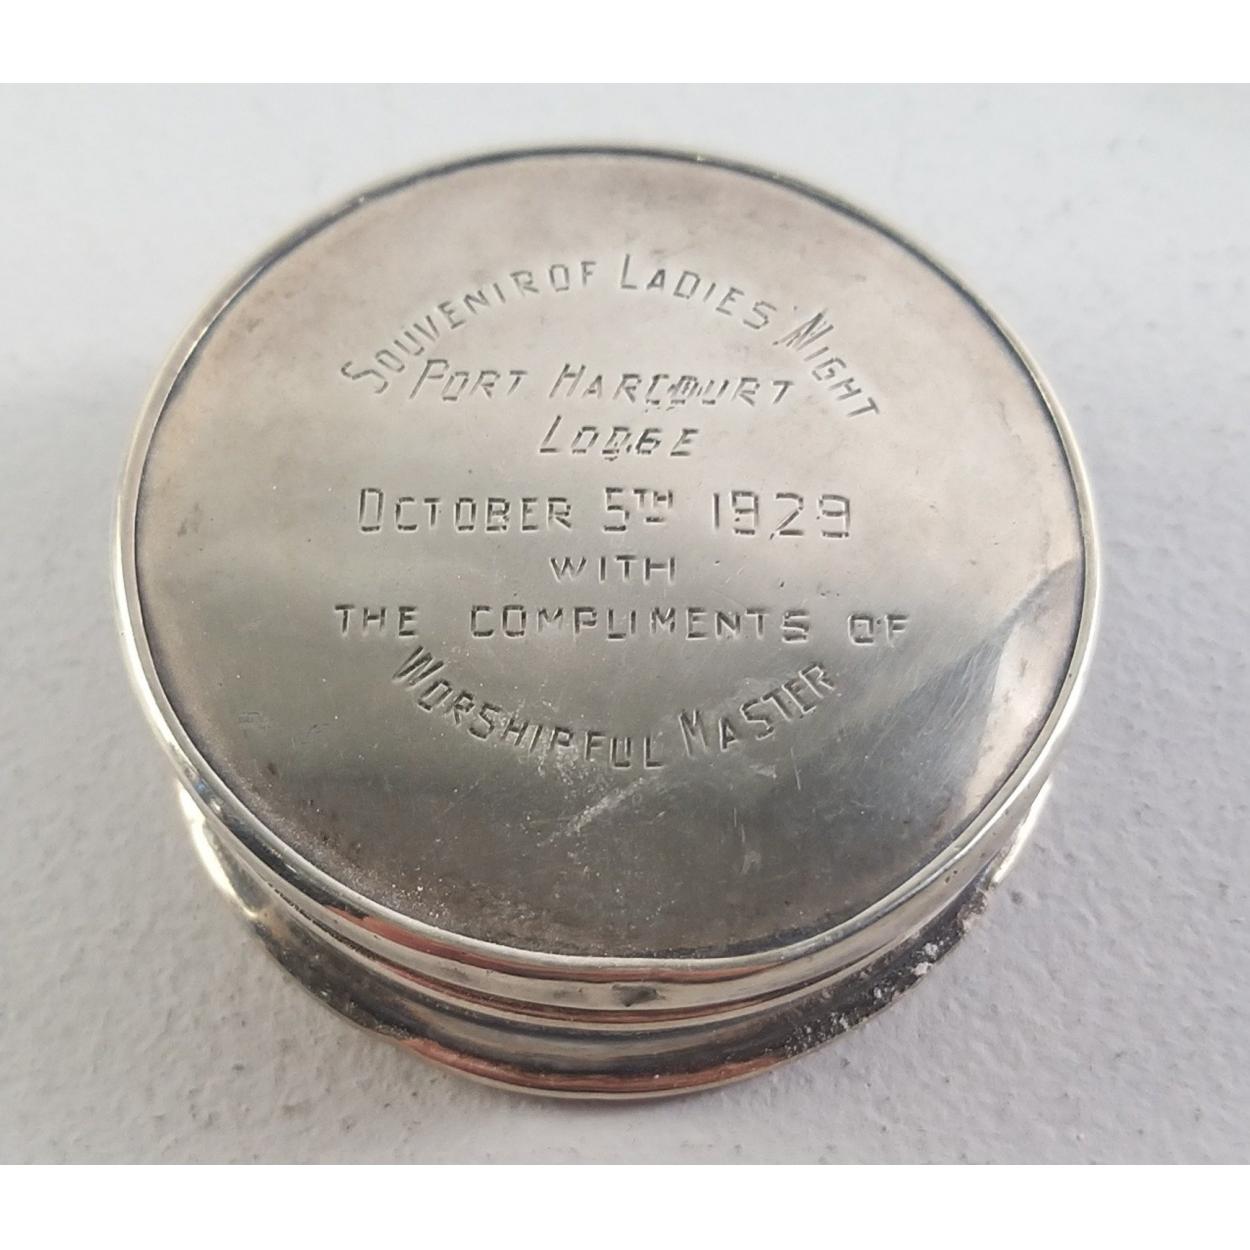 SOUVENIR OF LADIES' NIGHT
PORT HARCOURT
LODGE
OCTOBER 5TH 1929
WITH
THE COMPLIMENTS OF
WORSHIPFUL MASTER